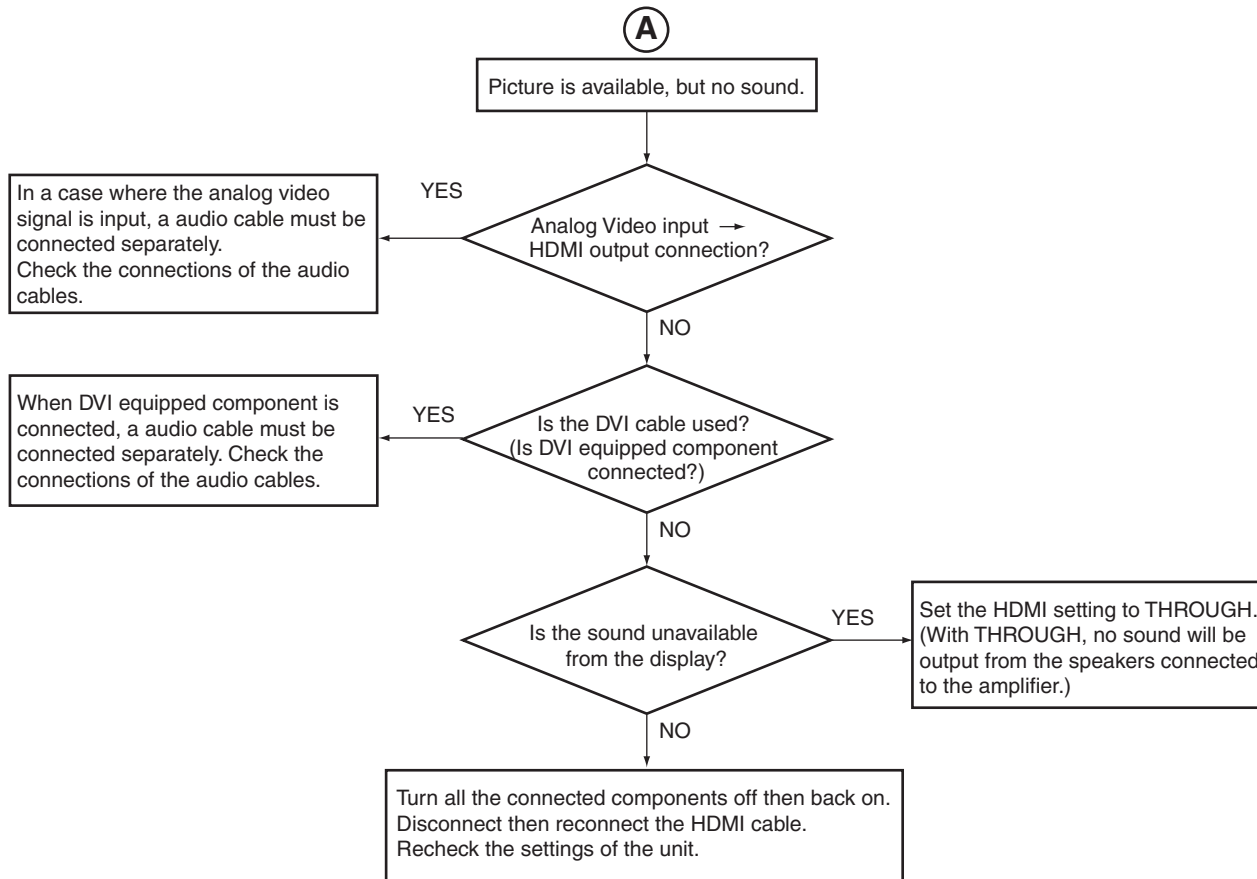 A
Picture is available, but no sound.
YES
In a case where the analog video
signal is input, a audio cable must be
connected separately.
Check the connections of the audio
cables.
Analog Video input →
HDMI output connection?
NO
YES
When DVI equipped component is
connected, a audio cable must be
connected separately. Check the
connections of the audio cables.
Is the DVI cable used?
(Is DVI equipped component
connected?)
NO
Is the sound unavailable
from the display?
YES
Set the HDMI setting to THROUGH.
(With THROUGH, no sound will be
output from the speakers connected
to the amplifier.)
NO
Turn all the connected components off then back on.
Disconnect then reconnect the HDMI cable.
Recheck the settings of the unit.